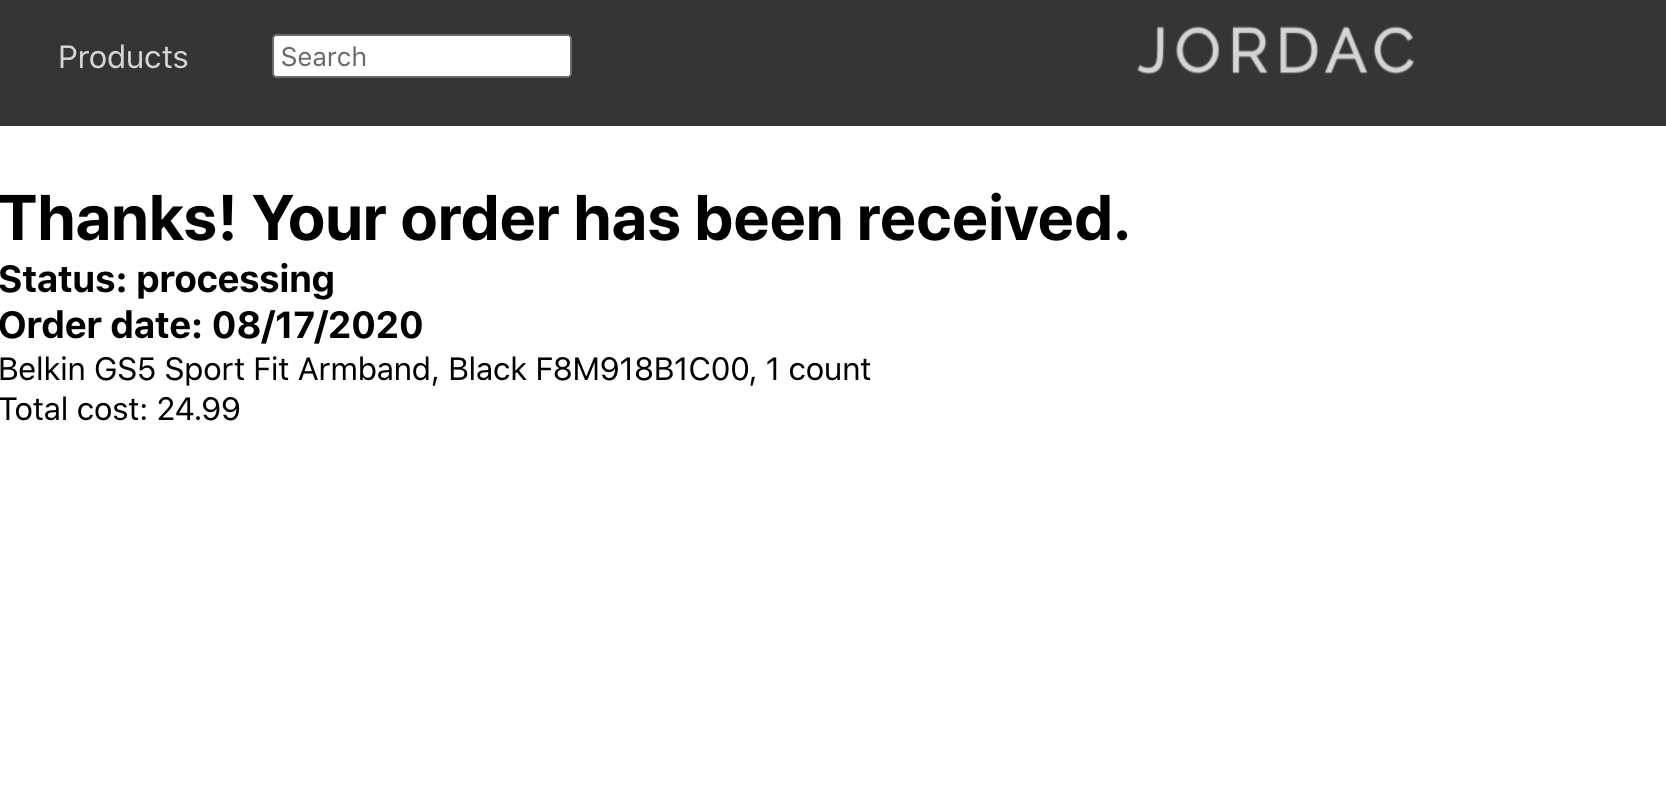 Products
Search
JORDAC
Thanks! Your order has been received.
Status: processing
Order date: 08/17/2020
Belkin GS5 Sport Fit Armband, Black F8M918B1C00, 1 count
Total cost: 24.99